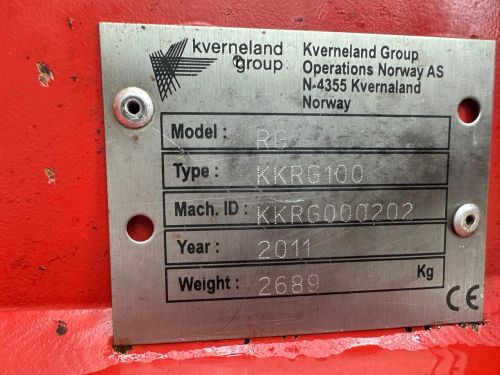 kverneland
group
Kverneland Group
Operations Norway AS
N-4355 Kvernaland
Norway
Model : RG
Type : KKRG100
Mach. ID : KKRG000202
Year : 2011
Weight : 2689 Kg
CE